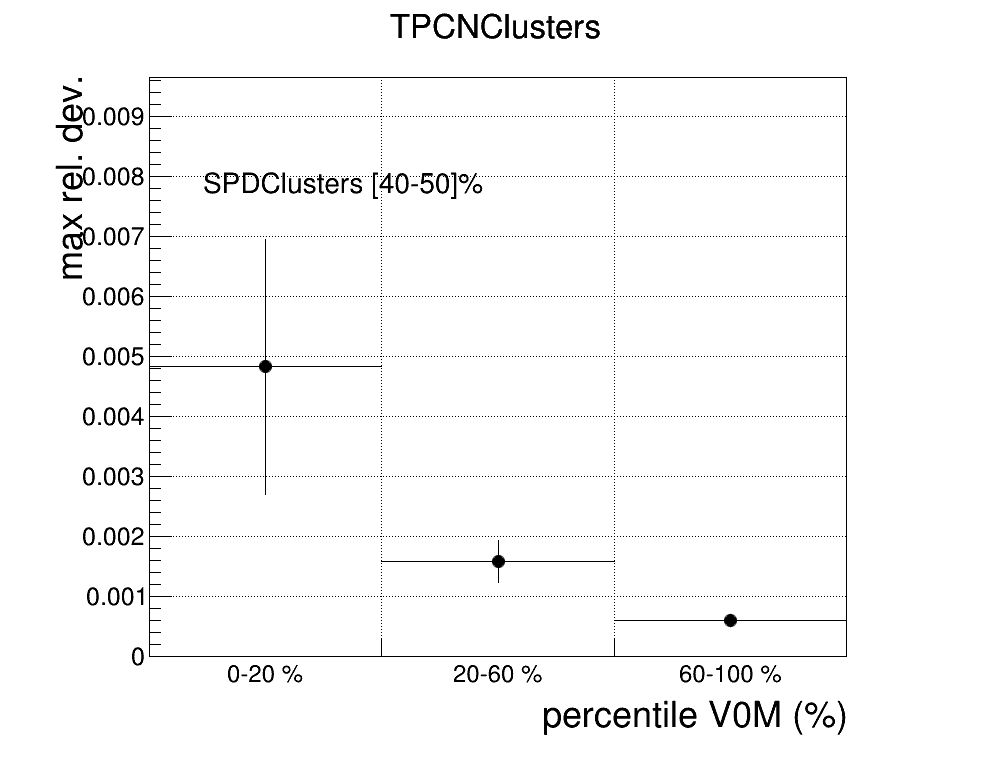 TPCNClusters
max rel. dev.
0.009
0.008
0.007
0.006
0.005
0.004
0.003
0.002
0.001
0
SPDClusters [40-50]%
0-20 % 20-60 % 60-100 %
percentile V0M (%)